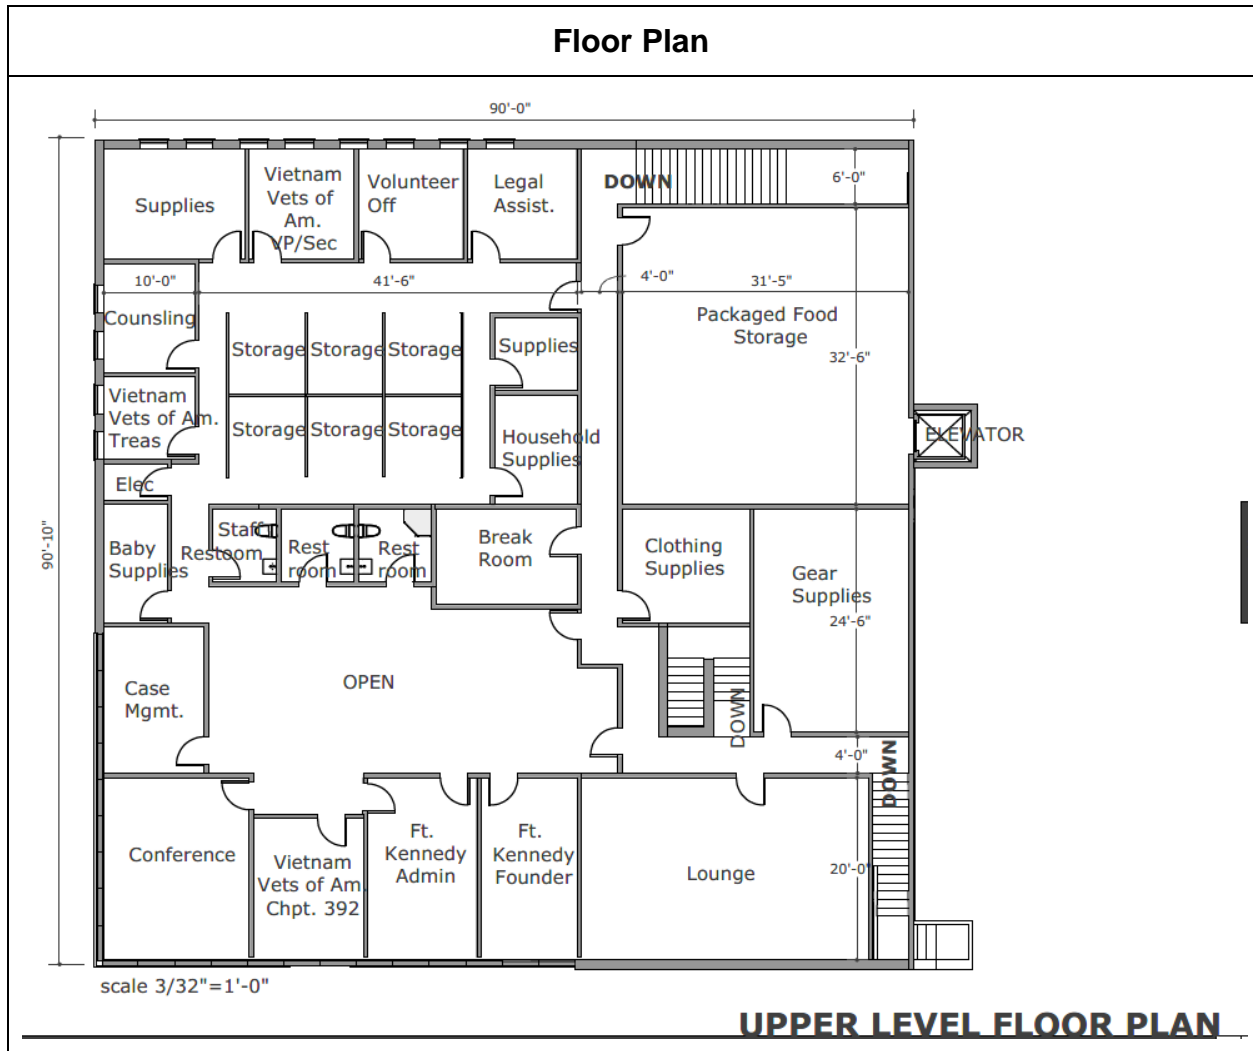 Floor Plan
90'-0"
DOWN
6'-0"
Supplies
Vietnam
Vets of
Am.
VP/Sec
Volunteer
Off
Legal
Assist.
10'-0"
41'-6"
4'-0"
31'-5"
Counsling
Storage
Storage
Storage
Supplies
Packaged Food
Storage
32'-6"
Vietnam
Vets of Am.
Treas
Storage
Storage
Storage
Household
Supplies
ELEVATOR
Elec
90'-10"
Baby
Supplies
Staff
Restoom
Rest
room
Rest
room
Break
Room
Clothing
Supplies
Gear
Supplies
24'-6"
Case
Mgmt.
OPEN
DOWN
4'-0"
DOWN
Conference
Vietnam
Vets of Am.
Chpt. 392
Ft.
Kennedy
Admin
Ft.
Kennedy
Founder
Lounge
20'-0"
scale 3/32"=1'-0"
UPPER LEVEL FLOOR PLAN